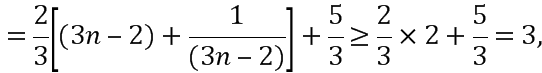 = 2/3[(3n – 2) + 1/(3n – 2)] + 5/3 ≥ 2/3 × 2 + 5/3 = 3,